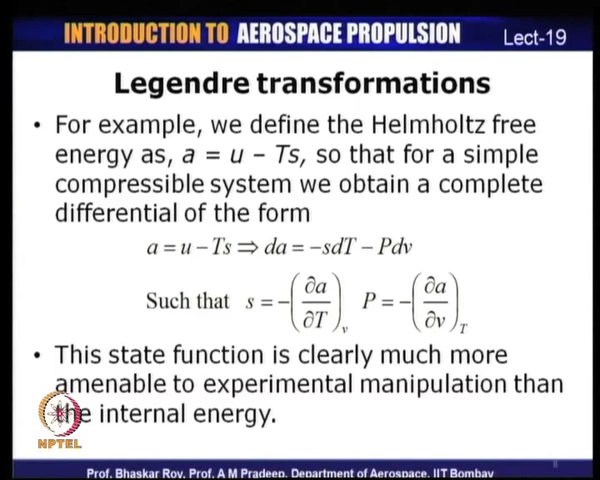 INTRODUCTION TO AEROSPACE PROPULSION Lect-19
Legendre transformations
• For example, we define the Helmholtz free
energy as, a = u – Ts, so that for a simple
compressible system we obtain a complete
differential of the form
a = u − Ts ⇒ da = −sdT − Pdv
Such that s = −(∂a/∂T)_v P = −(∂a/∂v)_T
• This state function is clearly much more
amenable to experimental manipulation than
the internal energy.
NPTEL
8
Prof. Bhaskar Roy, Prof. A M Pradeep, Department of Aerospace, IIT Bombay